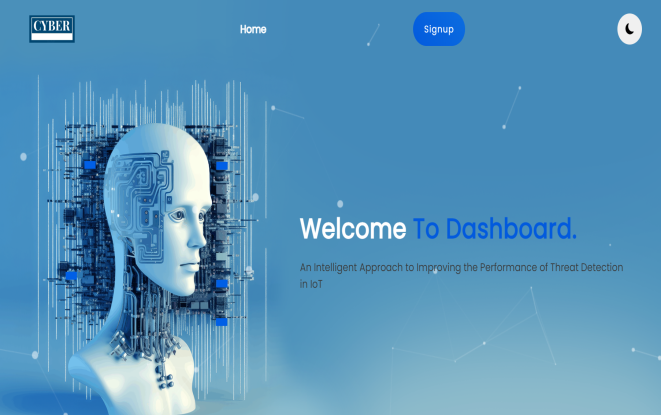 CYBER
Home
Signup
Welcome To Dashboard.
An Intelligent Approach to Improving the Performance of Threat Detection
in IoT